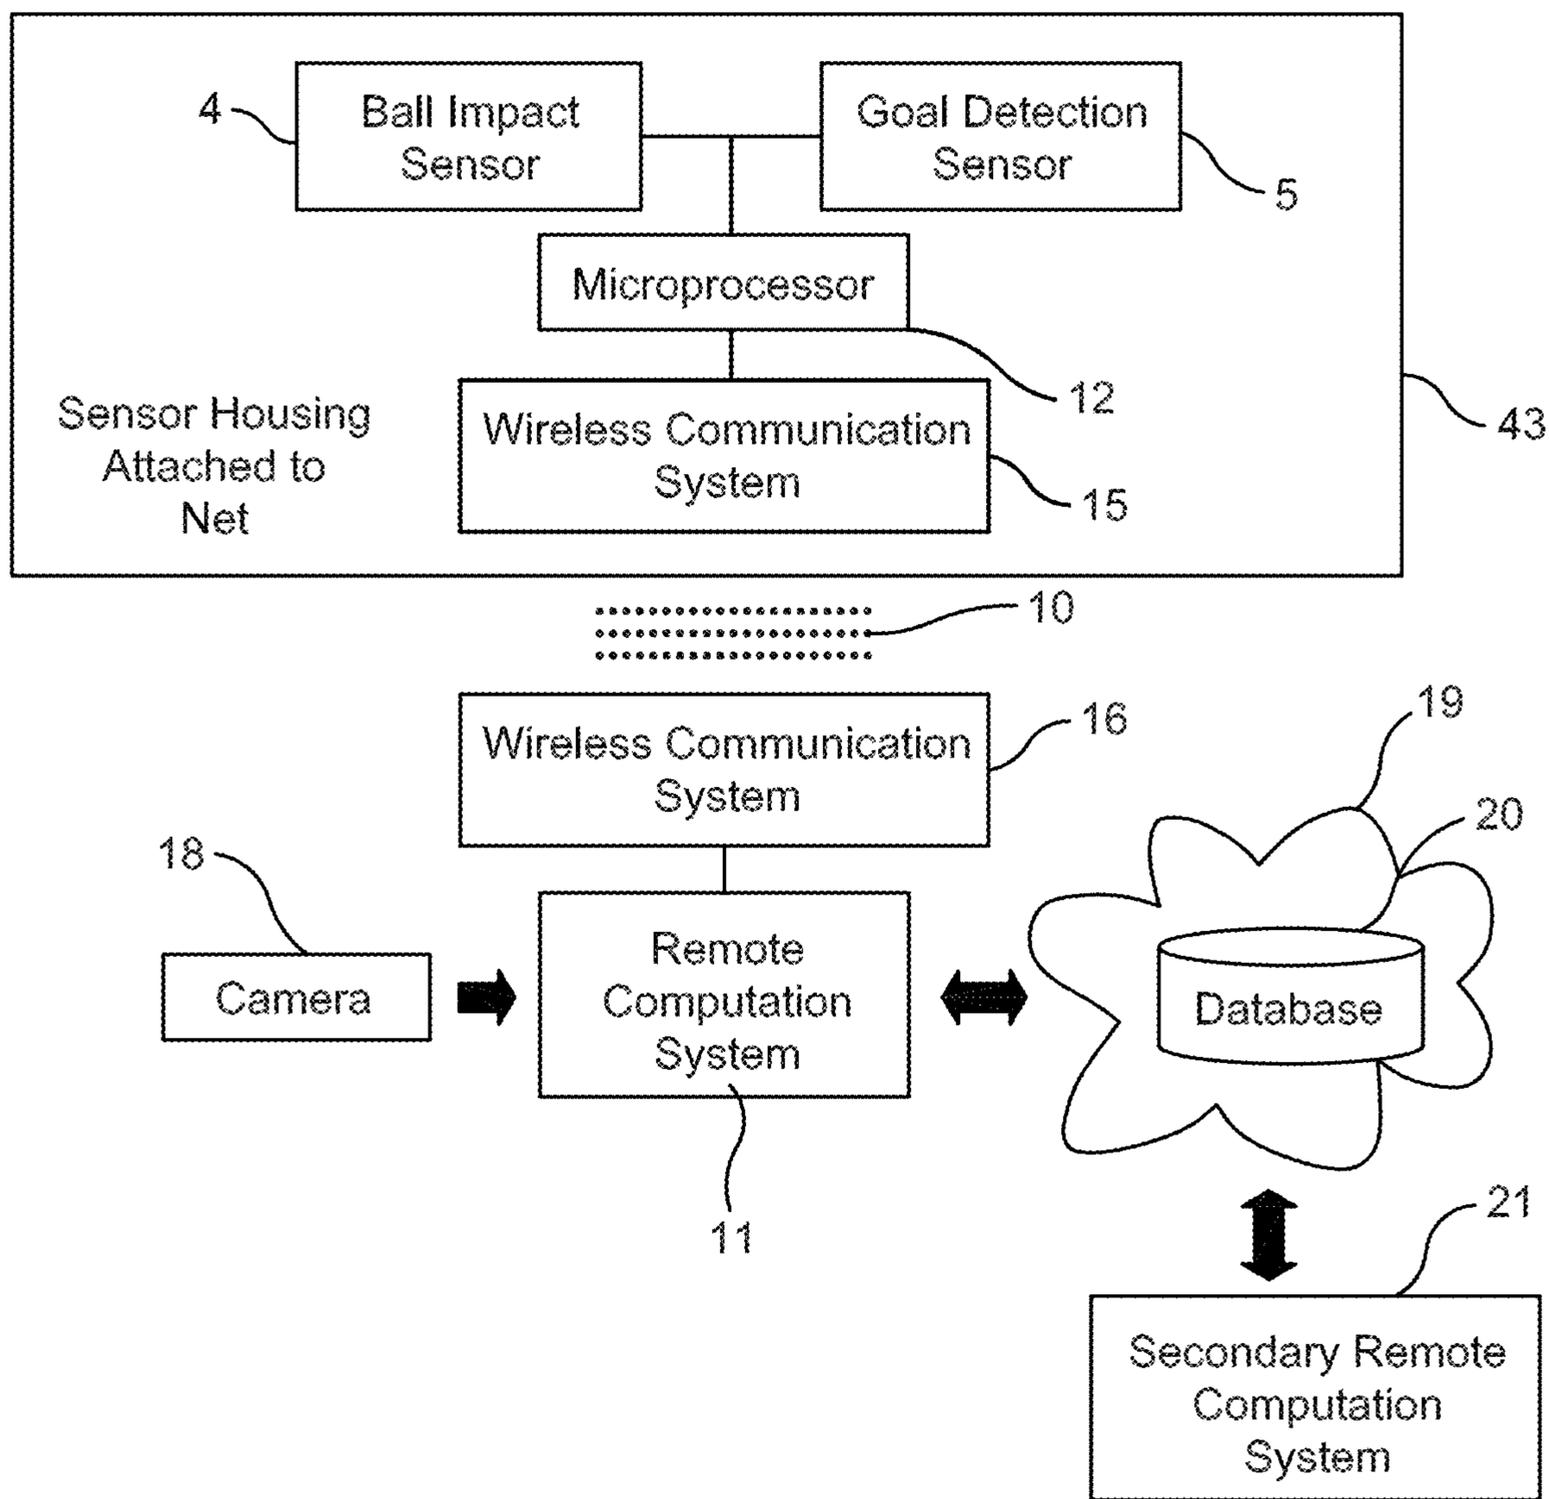 4
Ball Impact
Sensor
Goal Detection
Sensor
5
Microprocessor
12
Sensor Housing
Attached to
Net
Wireless Communication
System
15
43
10
Wireless Communication
System
16
19
20
18
Camera
Remote
Computation
System
11
Database
21
Secondary Remote
Computation
System